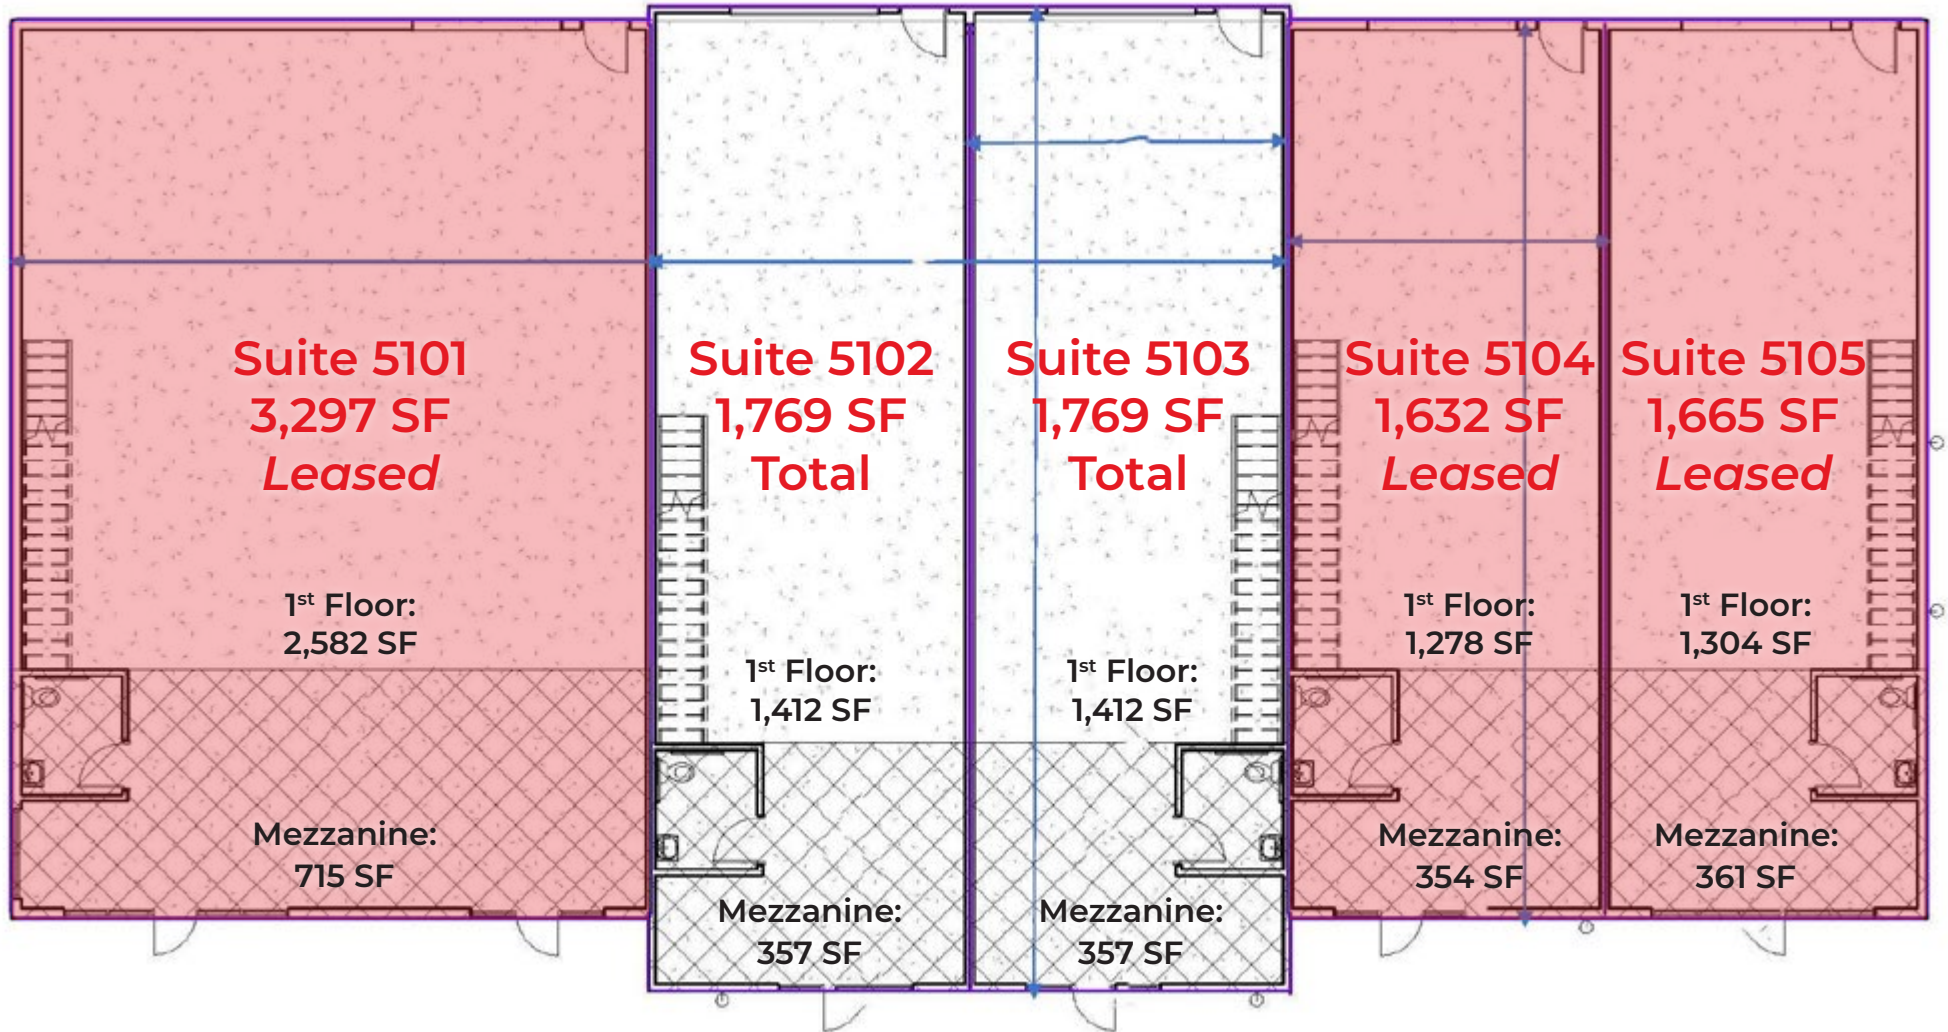 Suite 5101
3,297 SF
Leased
1st Floor:
2,582 SF
Mezzanine:
715 SF
Suite 5102
1,769 SF
Total
1st Floor:
1,412 SF
Mezzanine:
357 SF
Suite 5103
1,769 SF
Total
1st Floor:
1,412 SF
Mezzanine:
357 SF
Suite 5104
1,632 SF
Leased
1st Floor:
1,278 SF
Mezzanine:
354 SF
Suite 5105
1,665 SF
Leased
1st Floor:
1,304 SF
Mezzanine:
361 SF